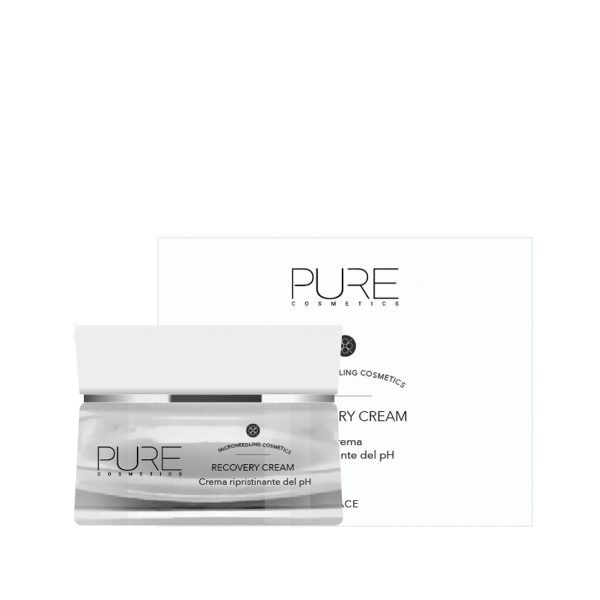 PURE
COSMETICS
LING COSMETICS
RY CREAM
rema
nte del pH
ACE
PURE
COSMETICS
MICRONEEDLING COSMETICS
RECOVERY CREAM
Crema ripristinante del pH